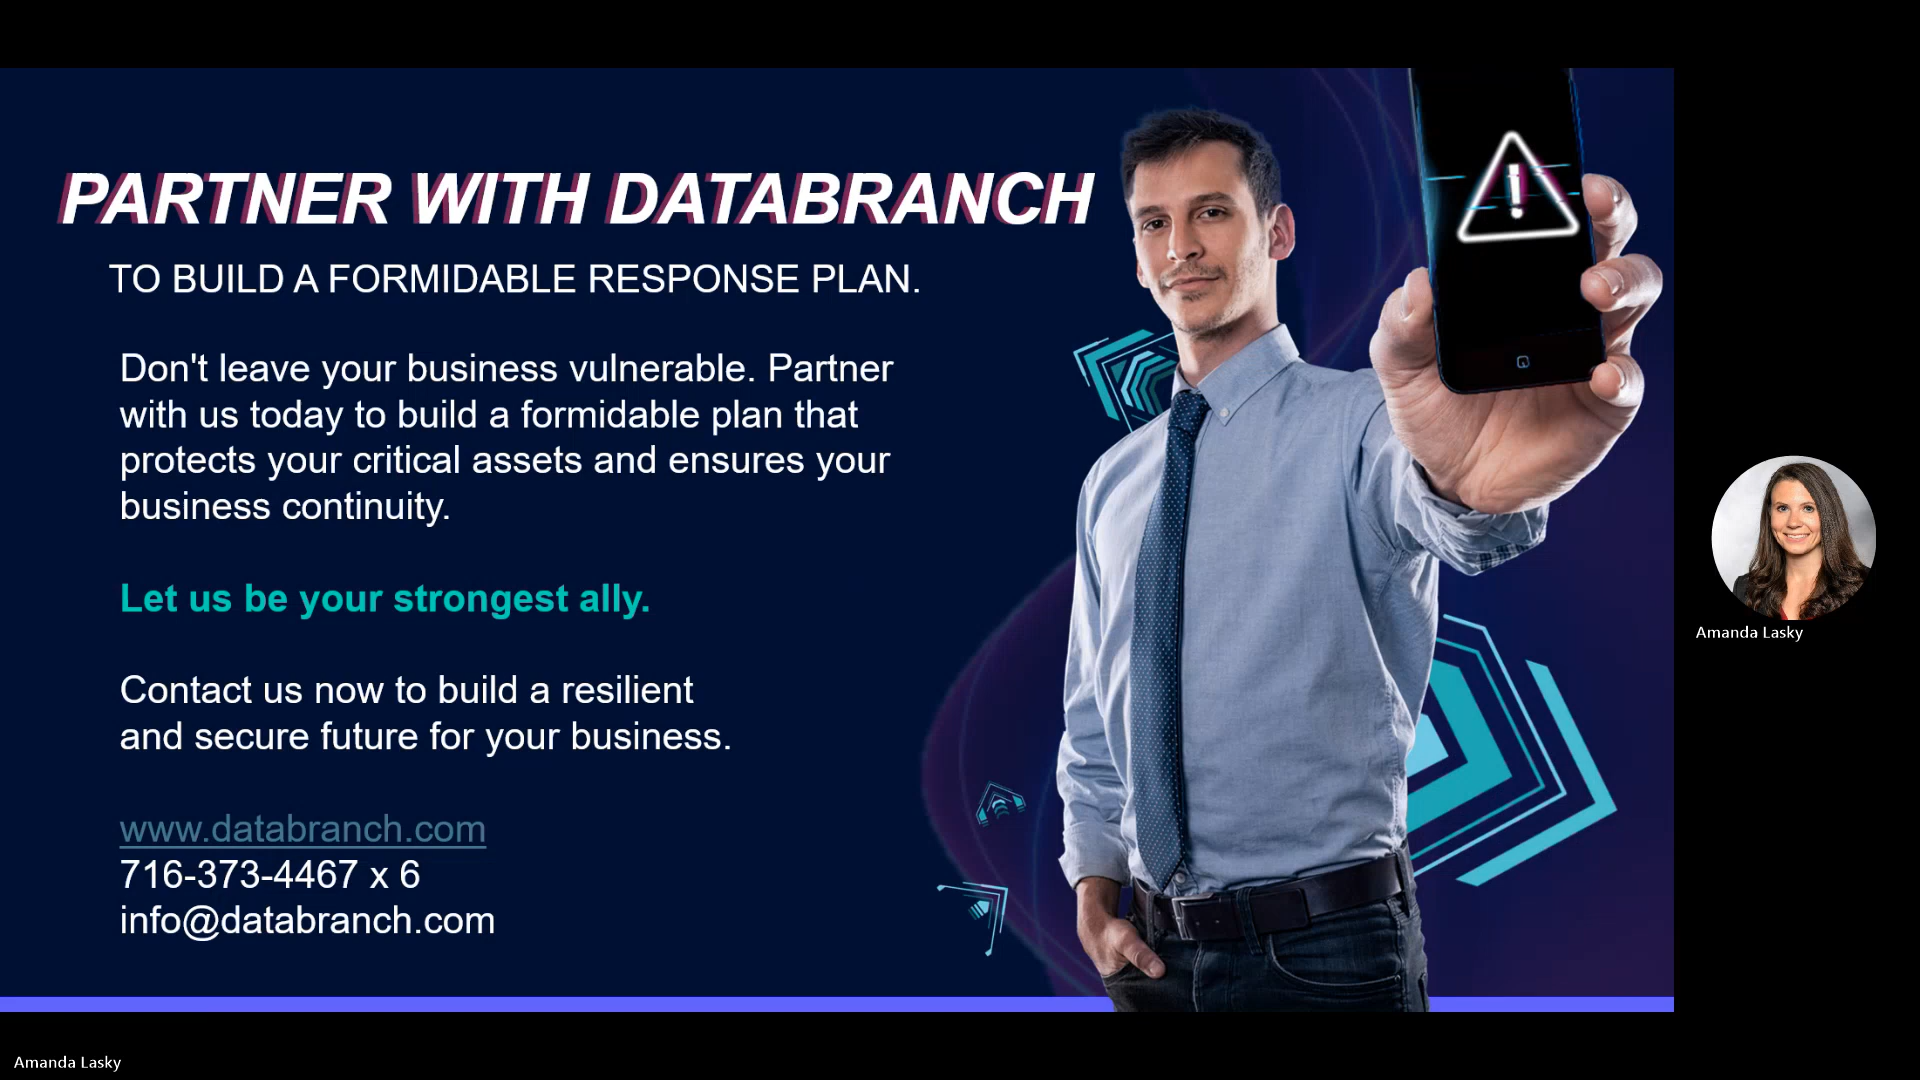 PARTNER WITH DATABRANCH
TO BUILD A FORMIDABLE RESPONSE PLAN.
Don't leave your business vulnerable. Partner
with us today to build a formidable plan that
protects your critical assets and ensures your
business continuity.
Let us be your strongest ally.
Contact us now to build a resilient
and secure future for your business.
www.databranch.com
716-373-4467 x 6
info@databranch.com
!
Amanda Lasky
Amanda Lasky